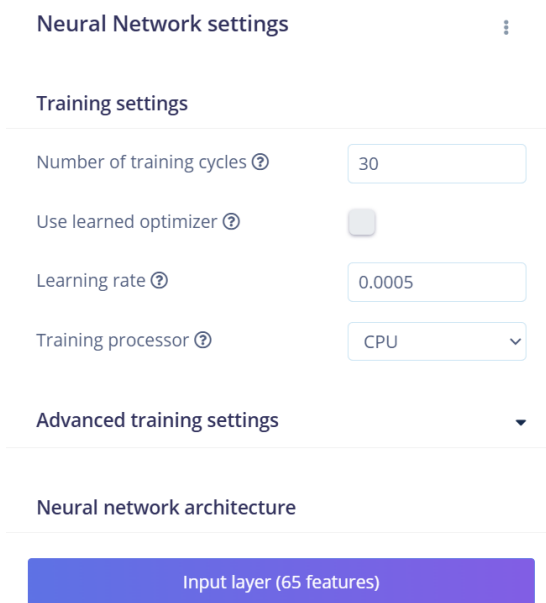 Neural Network settings
Training settings
Number of training cycles ?
30
Use learned optimizer ?
Learning rate ?
0.0005
Training processor ?
CPU
Advanced training settings
Neural network architecture
Input layer (65 features)